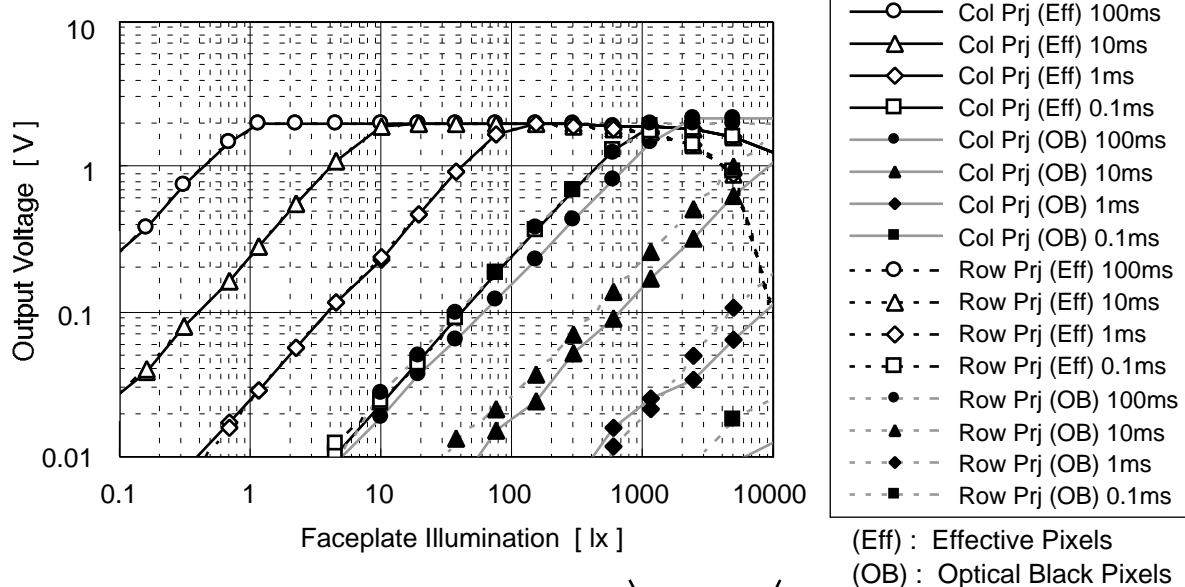 10
1
0.1
0.01
Output Voltage [ V ]
0.1 1 10 100 1000 10000
Faceplate Illumination [ lx ]
Col Prj (Eff) 100ms
Col Prj (Eff) 10ms
Col Prj (Eff) 1ms
Col Prj (Eff) 0.1ms
Col Prj (OB) 100ms
Col Prj (OB) 10ms
Col Prj (OB) 1ms
Col Prj (OB) 0.1ms
Row Prj (Eff) 100ms
Row Prj (Eff) 10ms
Row Prj (Eff) 1ms
Row Prj (Eff) 0.1ms
Row Prj (OB) 100ms
Row Prj (OB) 10ms
Row Prj (OB) 1ms
Row Prj (OB) 0.1ms
(Eff) : Effective Pixels
(OB) : Optical Black Pixels